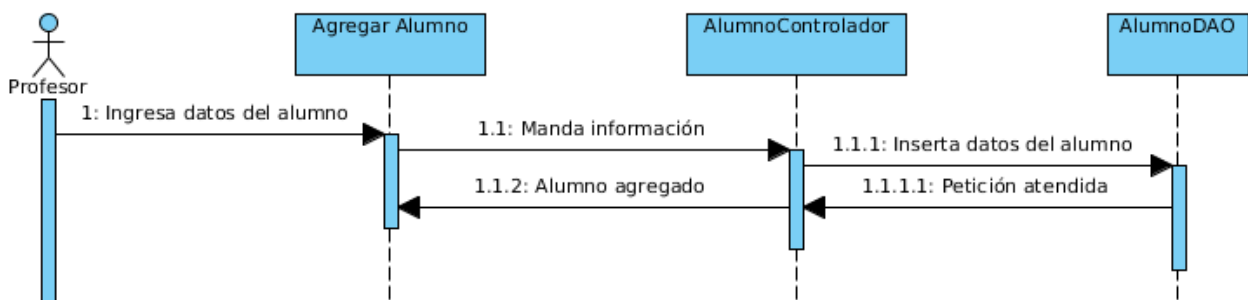 Agregar Alumno
AlumnoControlador
AlumnoDAO
Profesor
1: Ingresa datos del alumno
1.1: Manda información
1.1.1: Inserta datos del alumno
1.1.2: Alumno agregado
1.1.1.1: Petición atendida